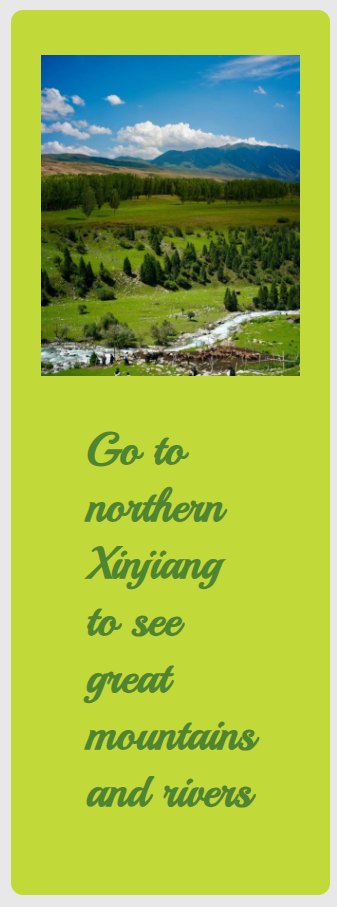 Go to
northern
Xinjiang
to see
great
mountains
and rivers